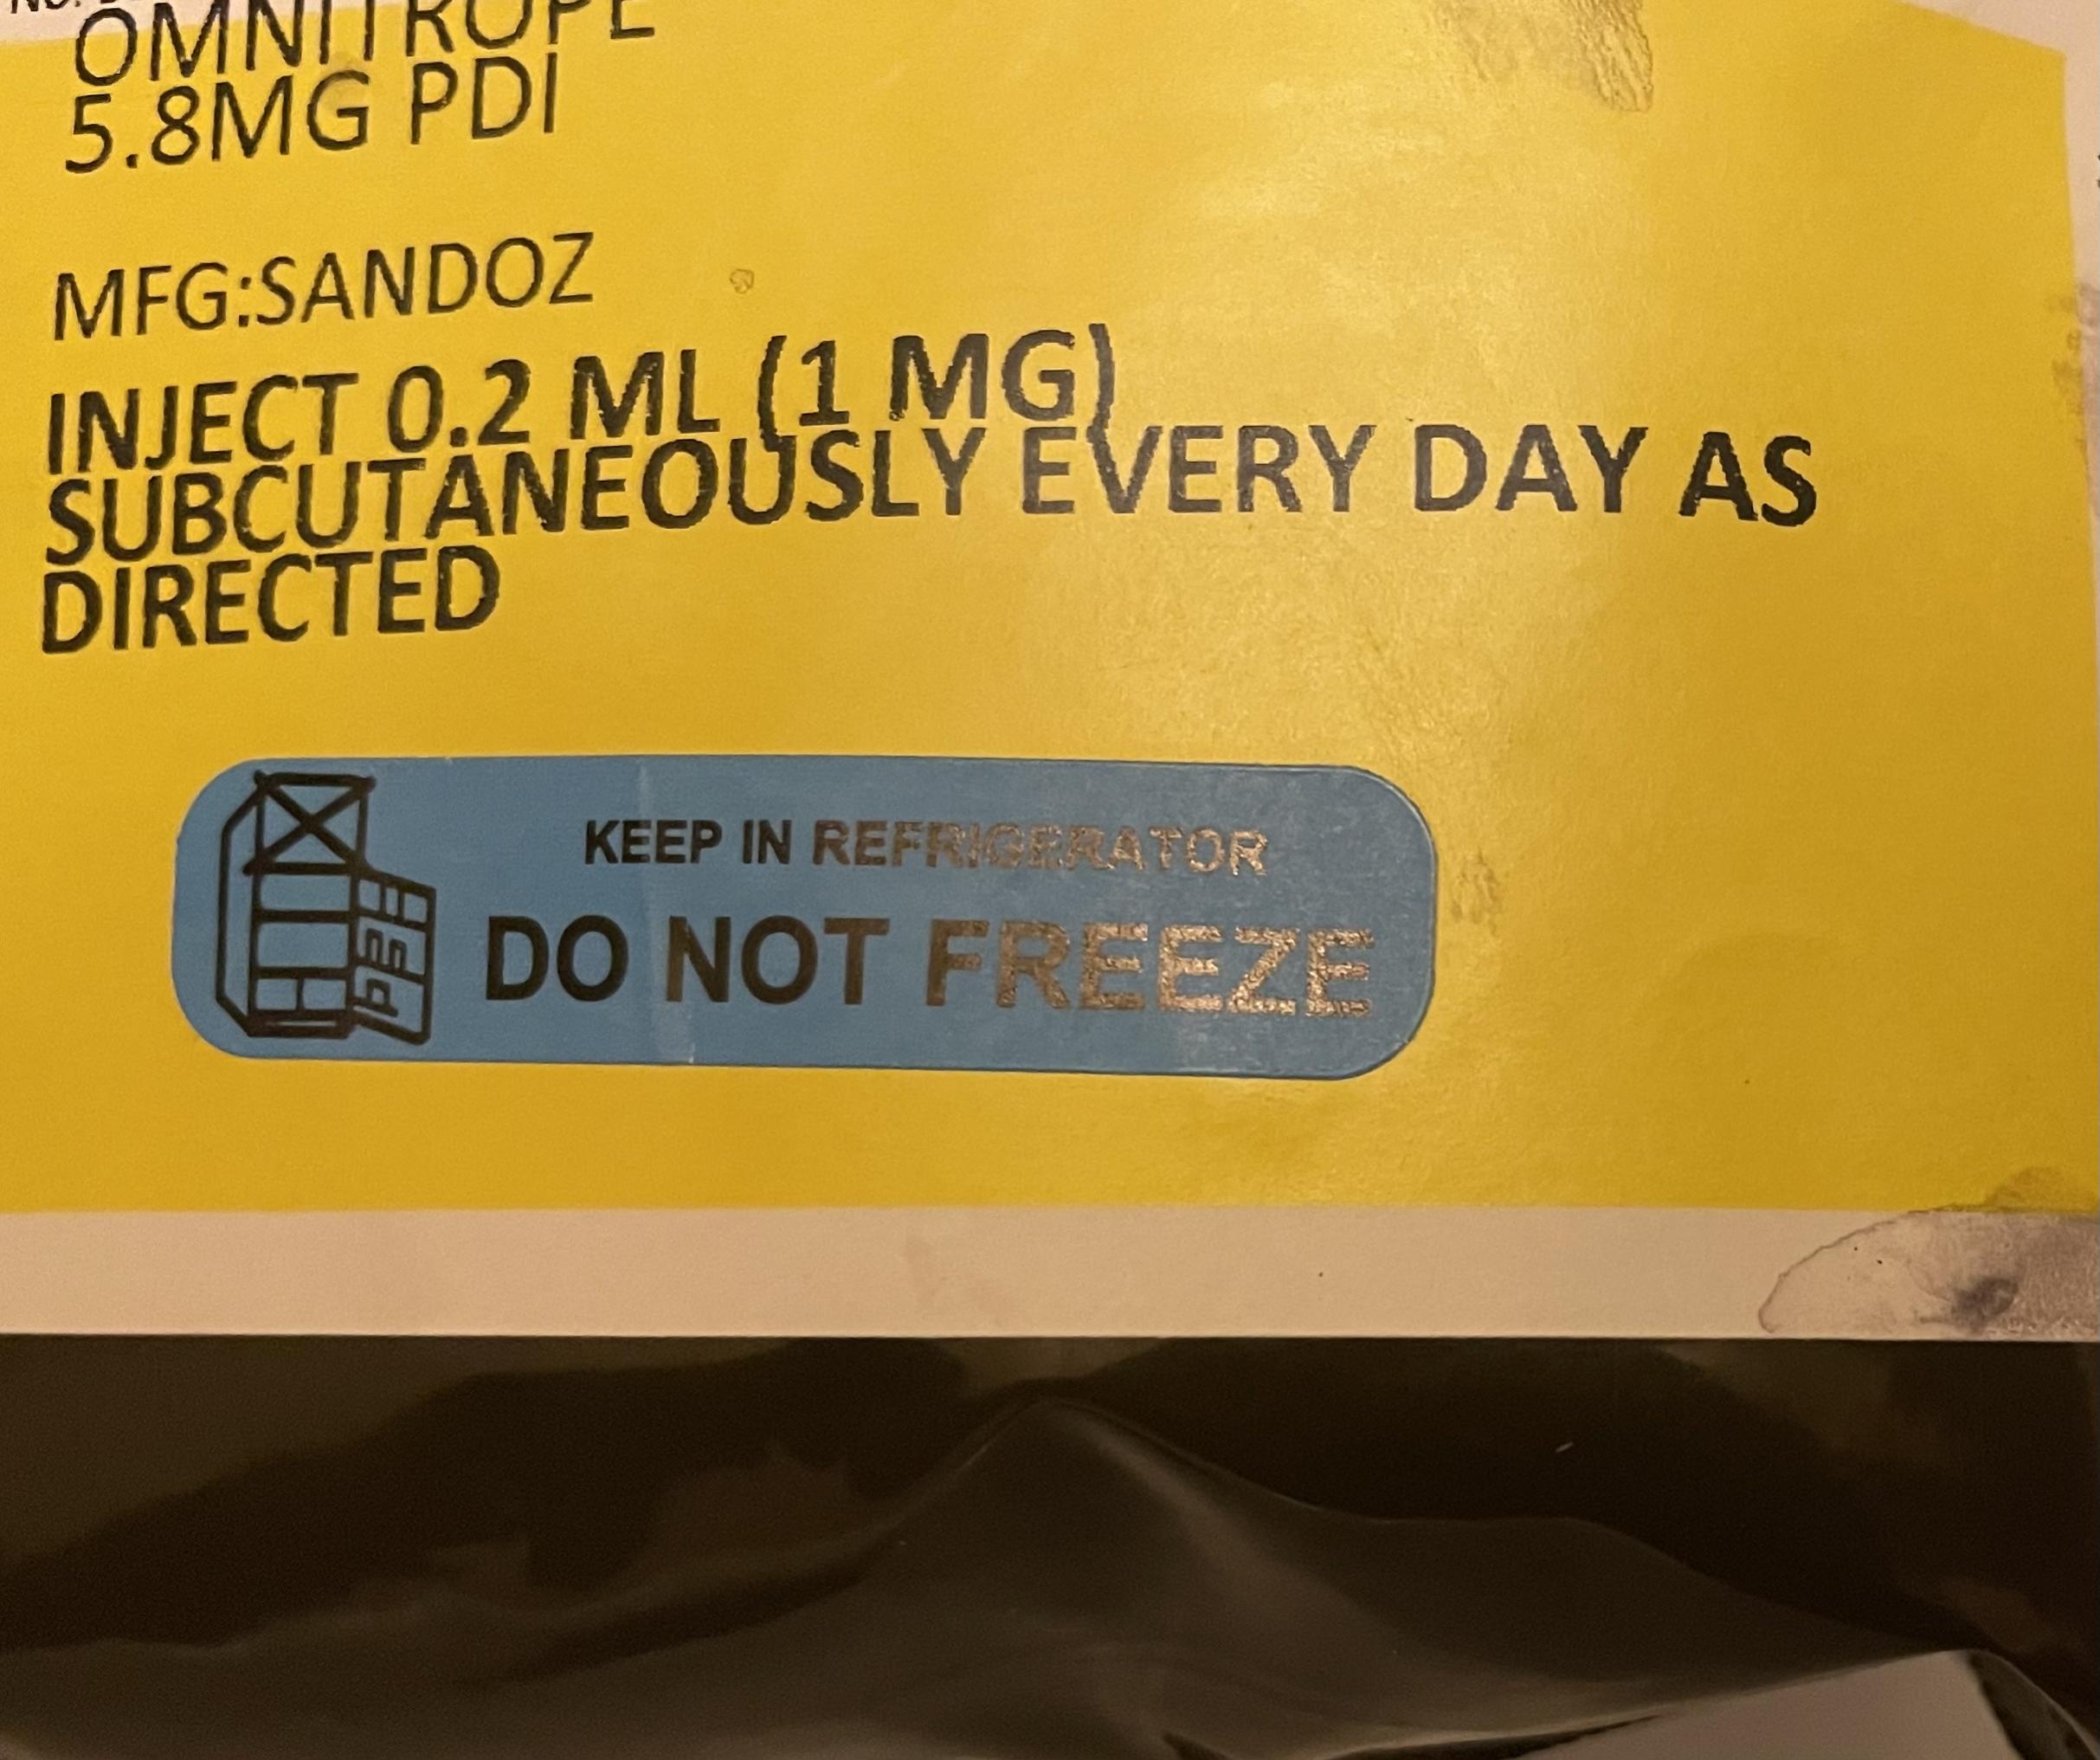 OMNITROPE
5.8MG PDI
MFG:SANDOZ
INJECT 0.2 ML (1 MG)
SUBCUTANEOUSLY EVERY DAY AS
DIRECTED
KEEP IN REFRIGERATOR
DO NOT FREEZE